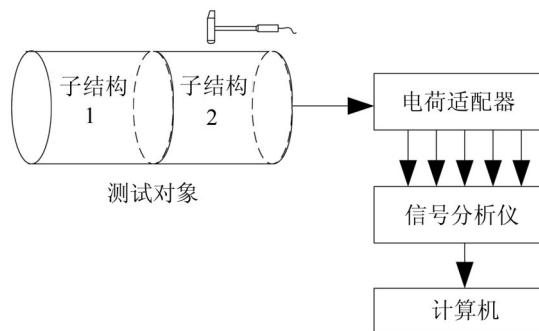 子结构
1
子结构
2
测试对象
电荷适配器
信号分析仪
计算机